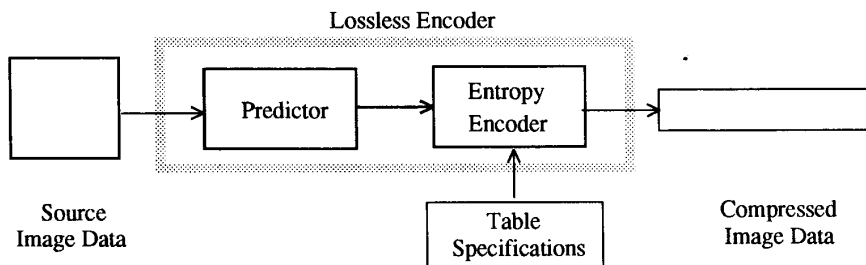 Lossless Encoder
Predictor
Entropy
Encoder
Source
Image Data
Table
Specifications
Compressed
Image Data